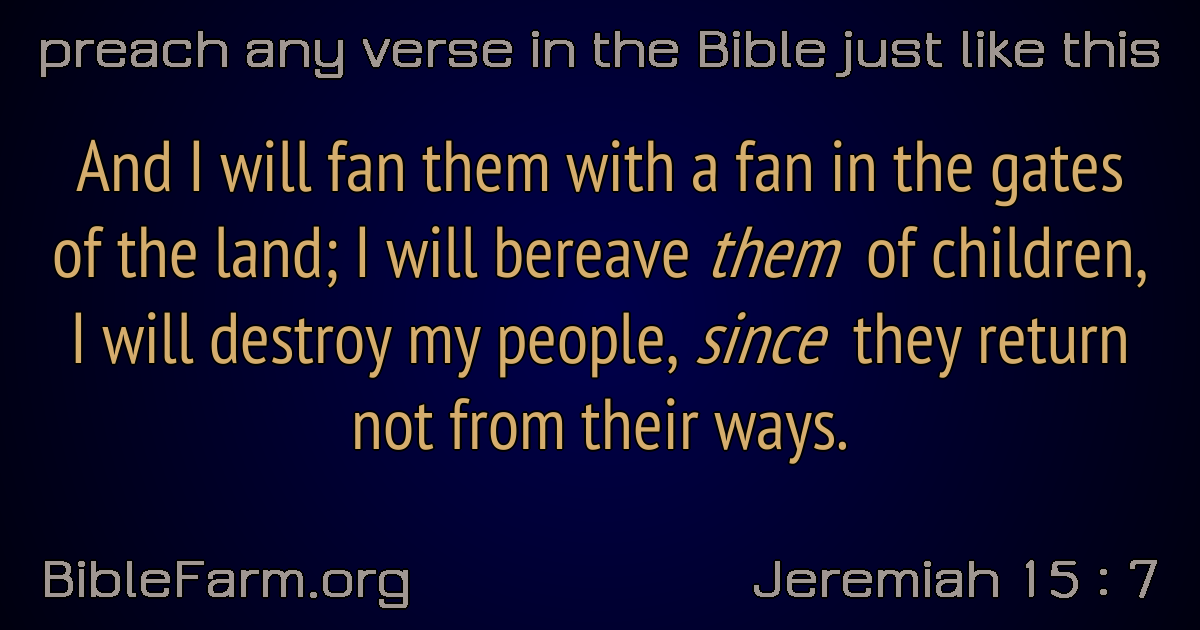 preach any verse in the Bible just like this
And I will fan them with a fan in the gates
of the land; I will bereave them of children,
I will destroy my people, since they return
not from their ways.
BibleFarm.org
Jeremiah 15 : 7